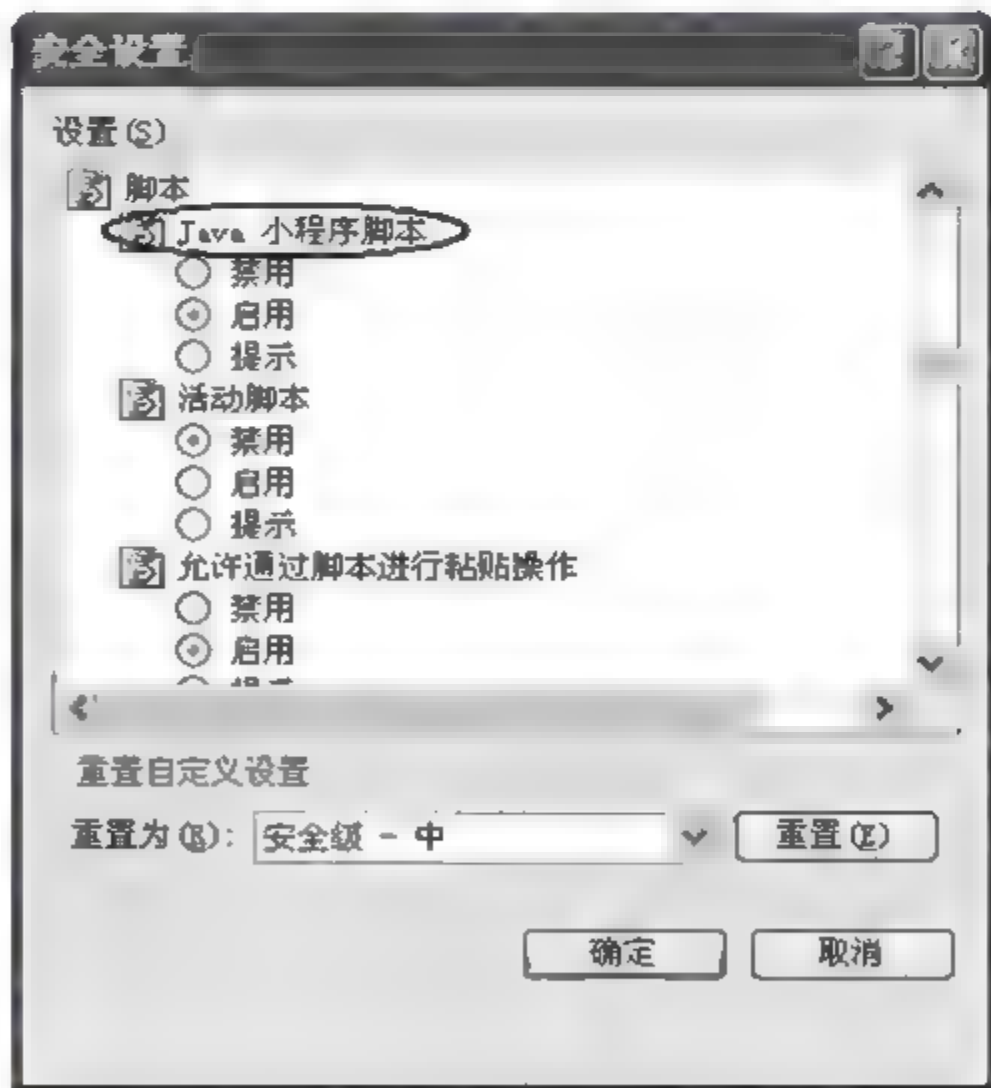 安全设置
设置(S)
脚本
Java 小程序脚本
禁用
启用
提示
活动脚本
禁用
启用
提示
允许通过脚本进行粘贴操作
禁用
启用
提示
重置自定义设置
重置为(R): 安全级 - 中 重置(E)
确定 取消